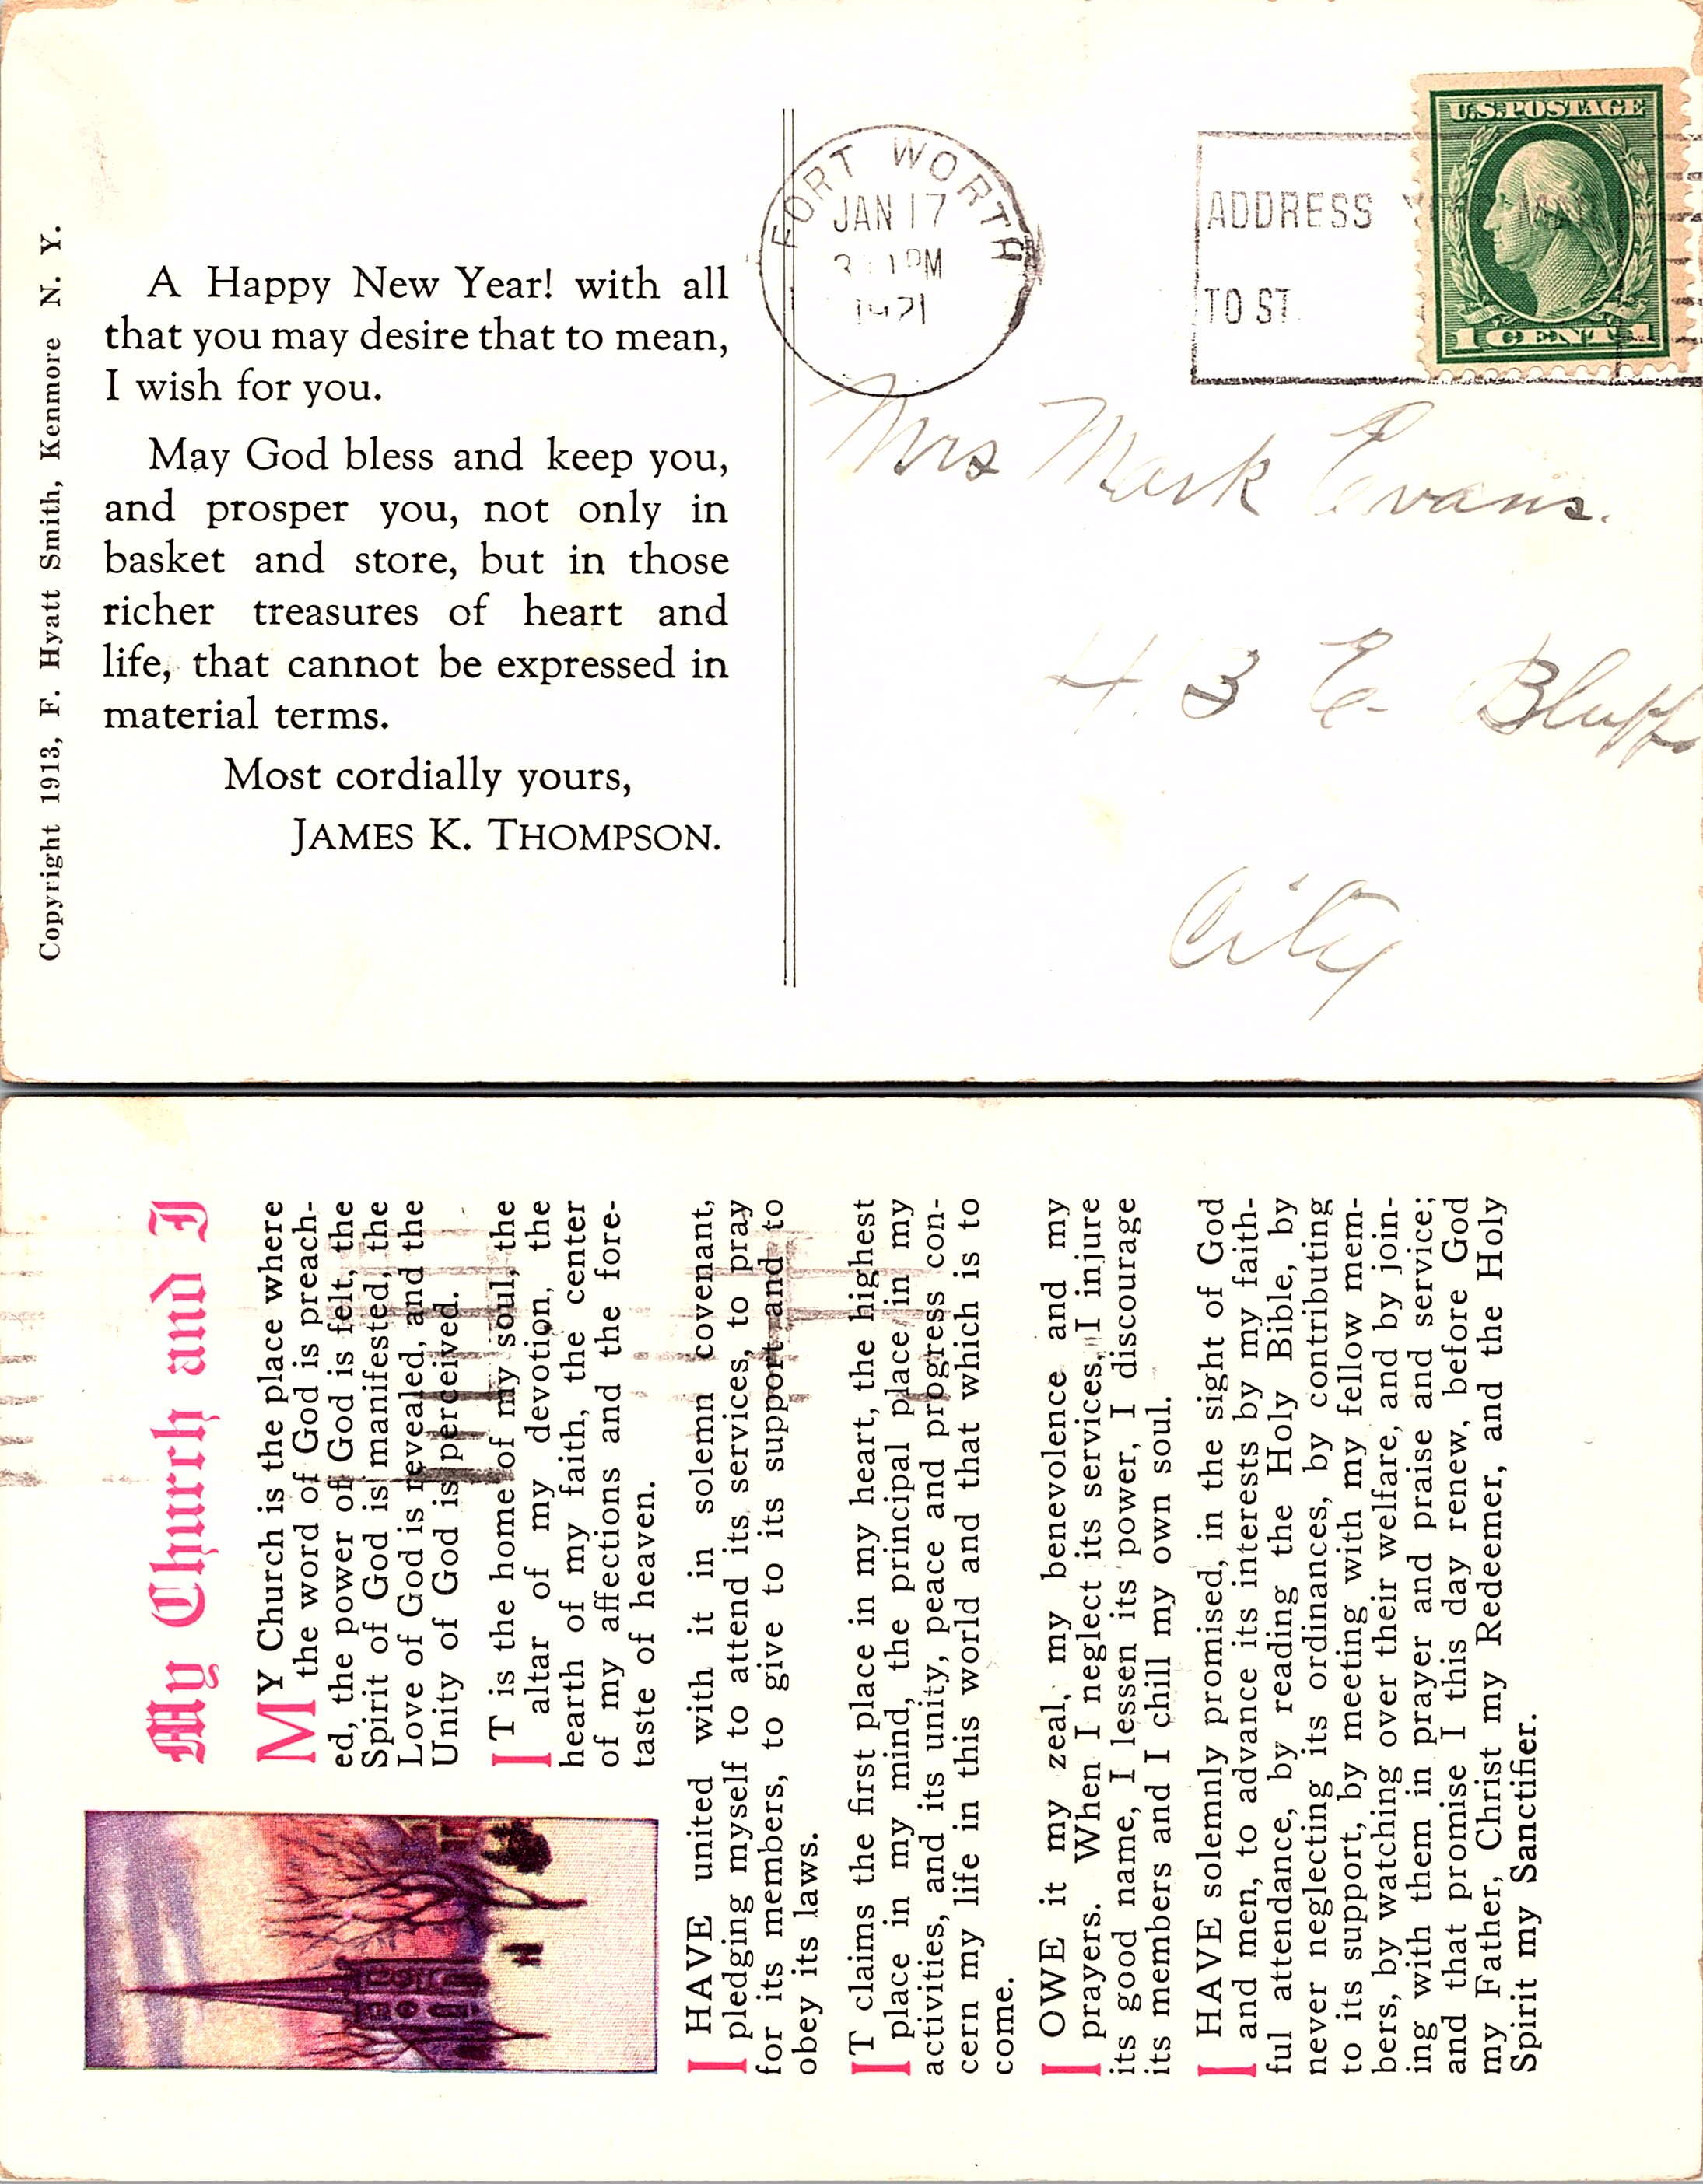 Copyright 1913, F. Hyatt Smith, Kenmore N. Y.
A Happy New Year! with all
that you may desire that to mean,
I wish for you.
May God bless and keep you,
and prosper you, not only in
basket and store, but in those
richer treasures of heart and
life, that cannot be expressed in
material terms.
Most cordially yours,
JAMES K. THOMPSON.
FORT WORTH
JAN 17
PM
1921
ADDRESS
TO ST
U.S. POSTAGE
1 CENT 1
Mrs Mark Evans.
E. Bluff
City
My Church and I
MY Church is the place where
the word of God is preach-
ed, the power of God is felt, the
Spirit of God is manifested, the
Love of God is revealed, and the
Unity of God is perceived.
IT is the home of my soul, the
altar of my devotion, the
hearth of my faith, the center
of my affections and the fore-
taste of heaven.
I HAVE united with it in solemn covenant,
pledging myself to attend its services, to pray
for its members, to give to its support and to
obey its laws.
IT claims the first place in my heart, the highest
place in my mind, the principal place in my
activities, and its unity, peace and progress con-
cern my life in this world and that which is to
come.
I OWE it my zeal, my benevolence and my
prayers. When I neglect its services, I injure
its good name, I lessen its power, I discourage
its members and I chill my own soul.
I HAVE solemnly promised, in the sight of God
and men, to advance its interests by my faith-
ful attendance, by reading the Holy Bible, by
never neglecting its ordinances, by contributing
to its support, by meeting with my fellow mem-
bers, by watching over their welfare, and by join-
ing with them in prayer and praise and service;
and that promise I this day renew, before God
my Father, Christ my Redeemer, and the Holy
Spirit my Sanctifier.